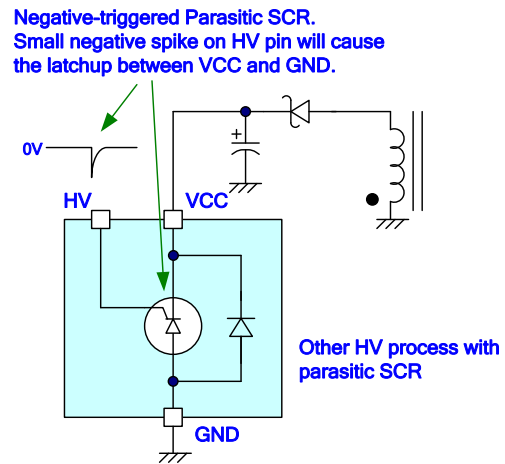 Negative-triggered Parasitic SCR.
Small negative spike on HV pin will cause
the latchup between VCC and GND.
0V
+
HV
VCC
Other HV process with
parasitic SCR
GND